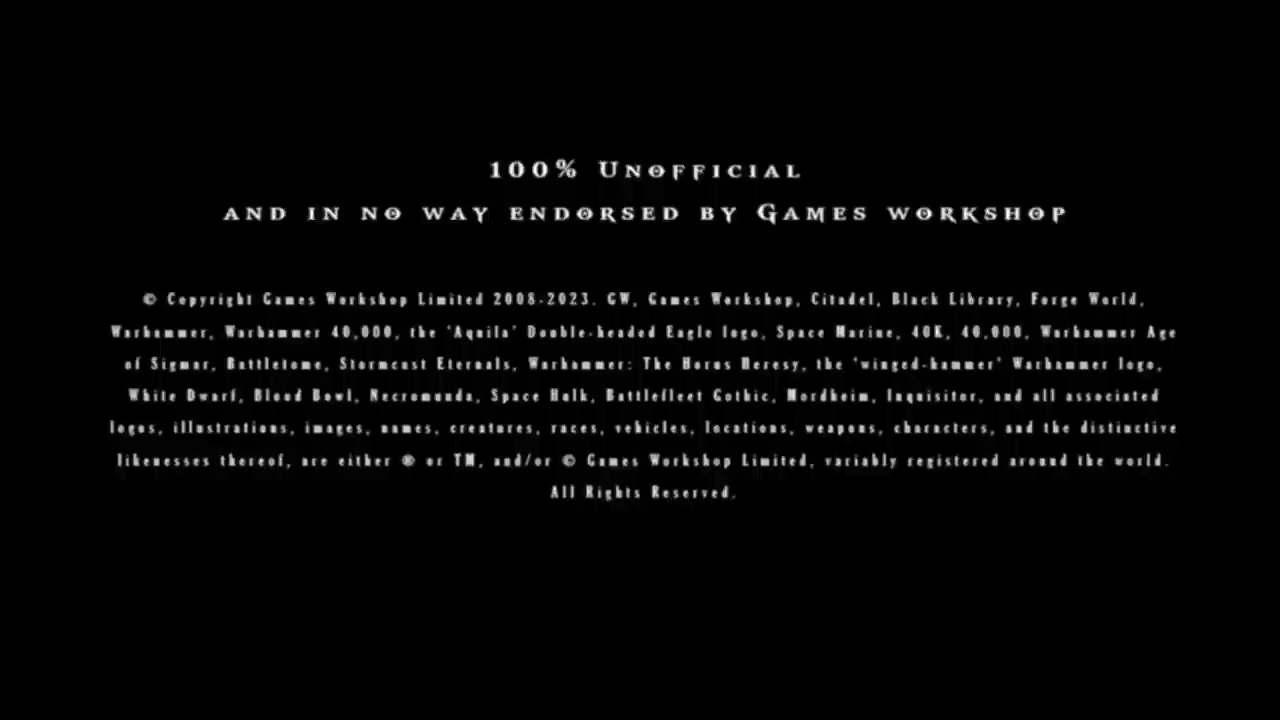 100% Unofficial
and in no way endorsed by Games workshop
© Copyright Games Workshop Limited 2008-2023. GW, Games Workshop, Citadel, Black Library, Forge World,
Warhammer, Warhammer 40,000, the 'Aquila' Double-headed Eagle logo, Space Marine, 40K, 40,000, Warhammer Age
of Sigmar, Battletome, Stormcast Eternals, Warhammer: The Horus Heresy, the 'winged-hammer' Warhammer logo,
White Dwarf, Blood Bowl, Necromunda, Space Hulk, Battlefleet Gothic, Mordheim, Inquisitor, and all associated
logos, illustrations, images, names, creatures, races, vehicles, locations, weapons, characters, and the distinctive
likenesses thereof, are either ® or TM, and/or © Games Workshop Limited, variably registered around the world.
All Rights Reserved.